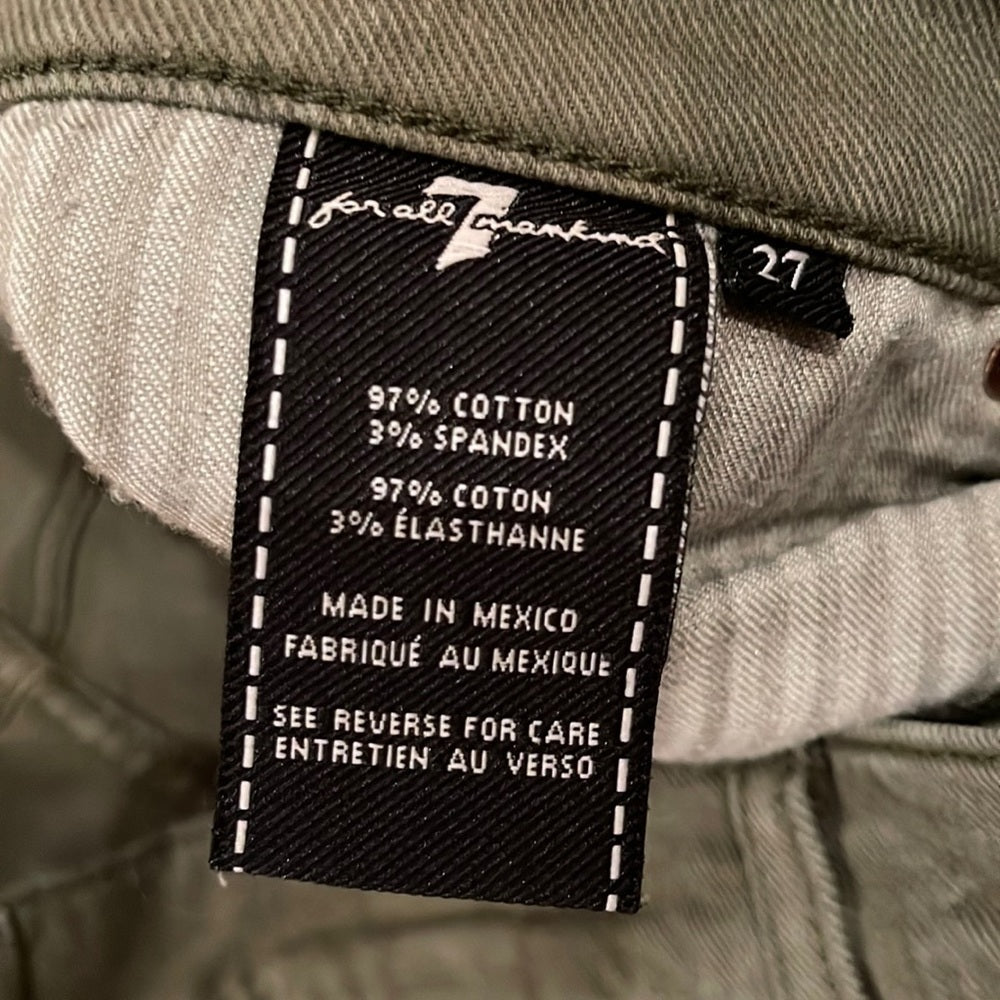 for all 7 mankind
27
97% COTTON
3% SPANDEX
97% COTON
3% ÉLASTHANNE
MADE IN MEXICO
FABRIQUÉ AU MEXIQUE
SEE REVERSE FOR CARE
ENTRETIEN AU VERSO